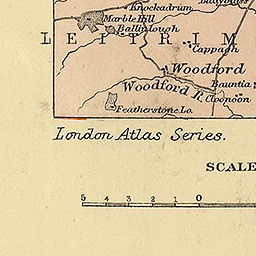 Knockadrum
Marble Hill
Ballinlough
LEITRIM
Cappagh
Woodford
Bauntia
Woodford R.
Cloonoon
Featherstone Lo.
London Atlas Series.
SCALE
5 4 3 2 1 0